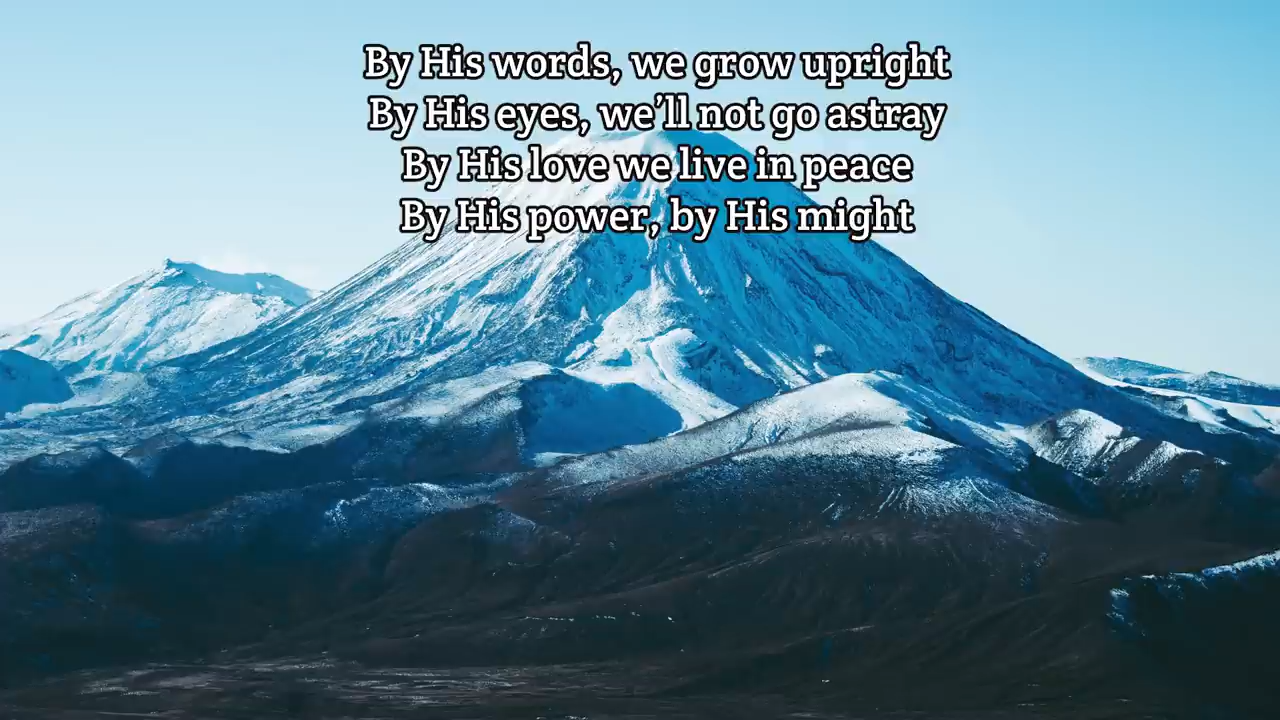 By His words, we grow upright
By His eyes, we’ll not go astray
By His love we live in peace
By His power, by His might